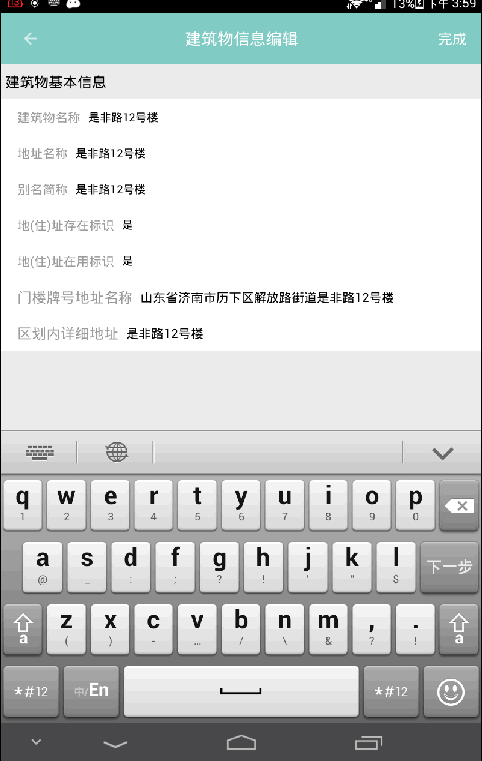 13% 下午 3:59
建筑物信息编辑 完成
建筑物基本信息
建筑物名称 是非路12号楼
地址名称 是非路12号楼
别名简称 是非路12号楼
地(住)址存在标识 是
地(住)址在用标识 是
门楼牌号地址名称 山东省济南市历下区解放路街道是非路12号楼
区划内详细地址 是非路12号楼
q w e r t y u i o p
1 2 3 4 5 6 7 8 9 0
a s d f g h j k l 下一步
@ _ : ; ? ! ' " $
a z x c v b n m , . a
( ) - ... / \ & ? !
*#12 中/En *#12